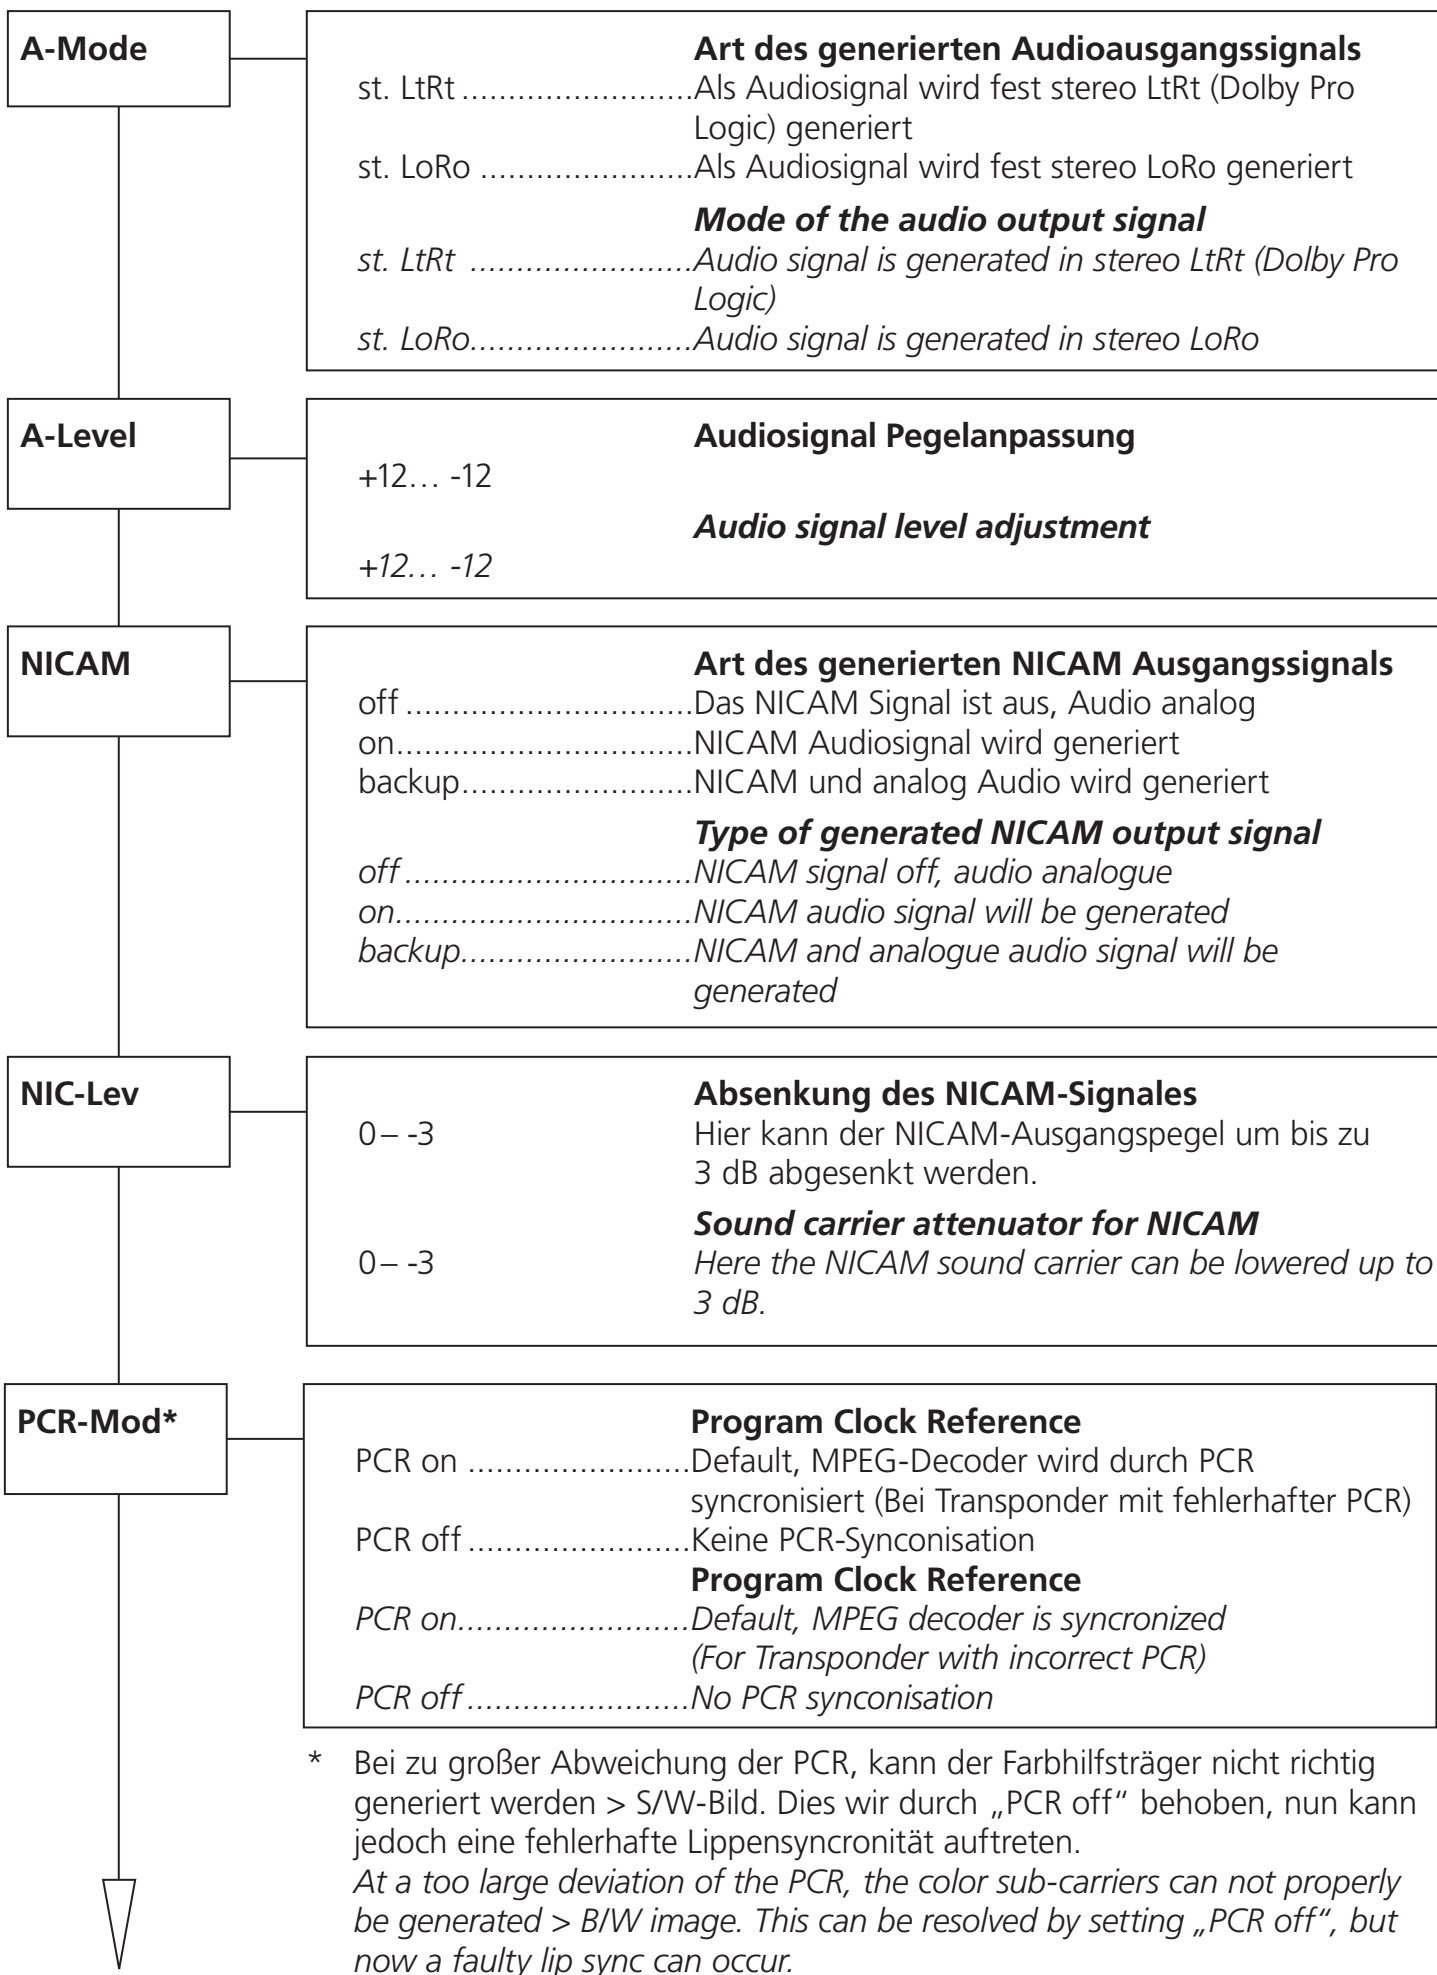 A-Mode
Art des generierten Audioausgangssignals
st. LtRt .........................Als Audiosignal wird fest stereo LtRt (Dolby Pro
Logic) generiert
st. LoRo .......................Als Audiosignal wird fest stereo LoRo generiert
Mode of the audio output signal
st. LtRt ........................Audio signal is generated in stereo LtRt (Dolby Pro
Logic)
st. LoRo........................Audio signal is generated in stereo LoRo
A-Level
Audiosignal Pegelanpassung
+12... -12
Audio signal level adjustment
+12... -12
NICAM
Art des generierten NICAM Ausgangssignals
off ...............................Das NICAM Signal ist aus, Audio analog
on................................NICAM Audiosignal wird generiert
backup.........................NICAM und analog Audio wird generiert
Type of generated NICAM output signal
off ...............................NICAM signal off, audio analogue
on................................NICAM audio signal will be generated
backup.........................NICAM and analogue audio signal will be
generated
NIC-Lev
Absenkung des NICAM-Signales
0– -3 Hier kann der NICAM-Ausgangspegel um bis zu
3 dB abgesenkt werden.
Sound carrier attenuator for NICAM
0– -3 Here the NICAM sound carrier can be lowered up to
3 dB.
PCR-Mod*
Program Clock Reference
PCR on ........................Default, MPEG-Decoder wird durch PCR
syncronisiert (Bei Transponder mit fehlerhafter PCR)
PCR off ........................Keine PCR-Synconisation
Program Clock Reference
PCR on.........................Default, MPEG decoder is syncronized
(For Transponder with incorrect PCR)
PCR off ........................No PCR synconisation
* Bei zu großer Abweichung der PCR, kann der Farbhilfsträger nicht richtig
generiert werden > S/W-Bild. Dies wir durch „PCR off“ behoben, nun kann
jedoch eine fehlerhafte Lippensyncronität auftreten.
At a too large deviation of the PCR, the color sub-carriers can not properly
be generated > B/W image. This can be resolved by setting „PCR off“, but
now a faulty lip sync can occur.